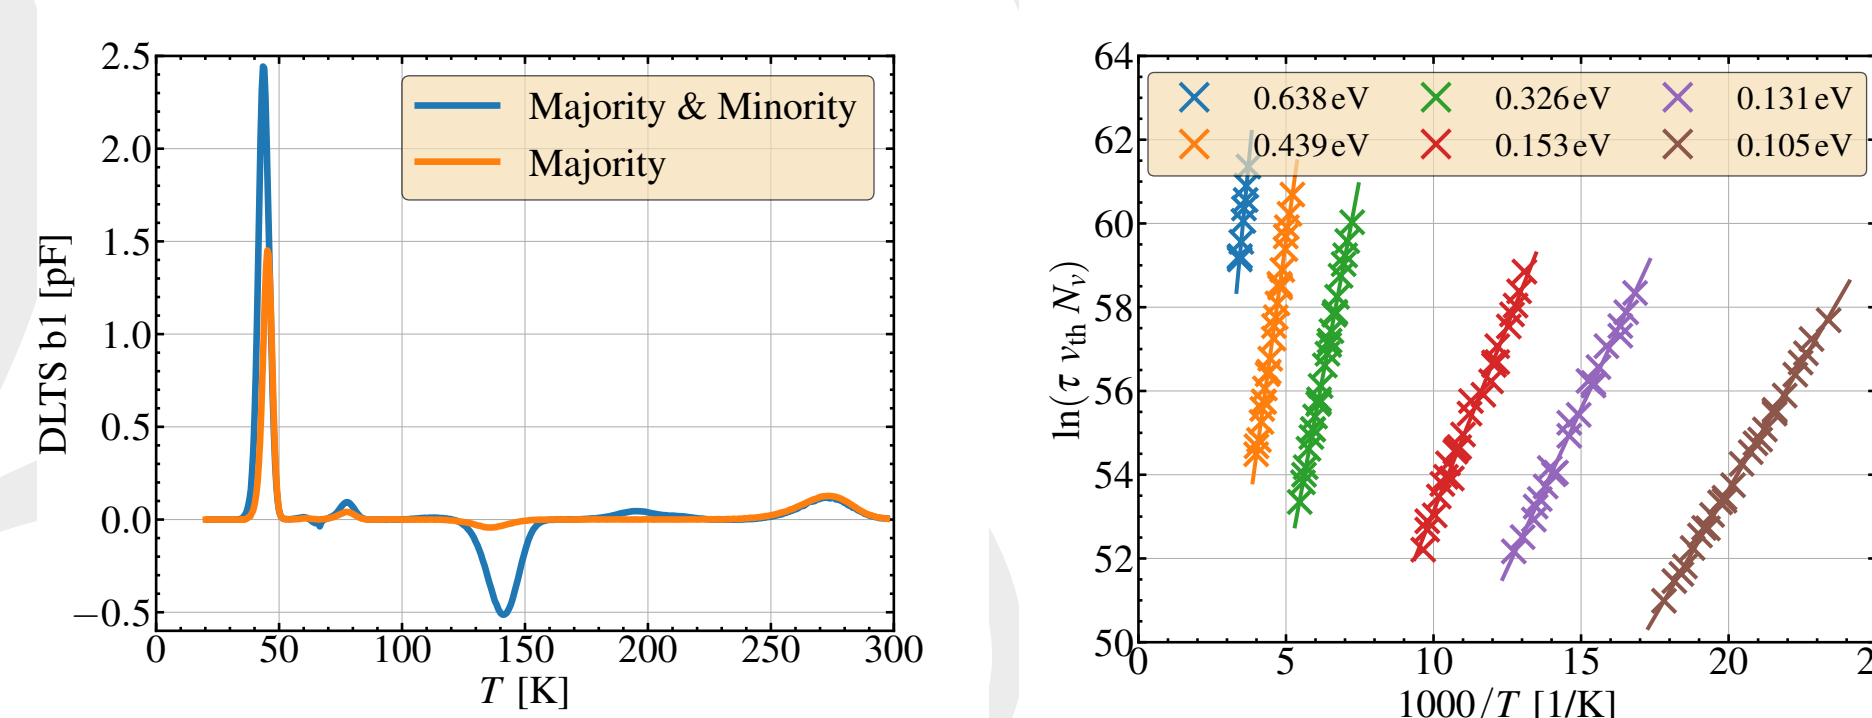 2.5
2.0
1.5
1.0
0.5
0.0
−0.5
DLTS b1 [pF]
Majority & Minority
Majority
0 50 100 150 200 250 300
T [K]
64
62
60
58
56
54
52
50
ln(τ v_th N_v)
0.638 eV 0.326 eV 0.131 eV
0.439 eV 0.153 eV 0.105 eV
0 5 10 15 20 2
1000/T [1/K]